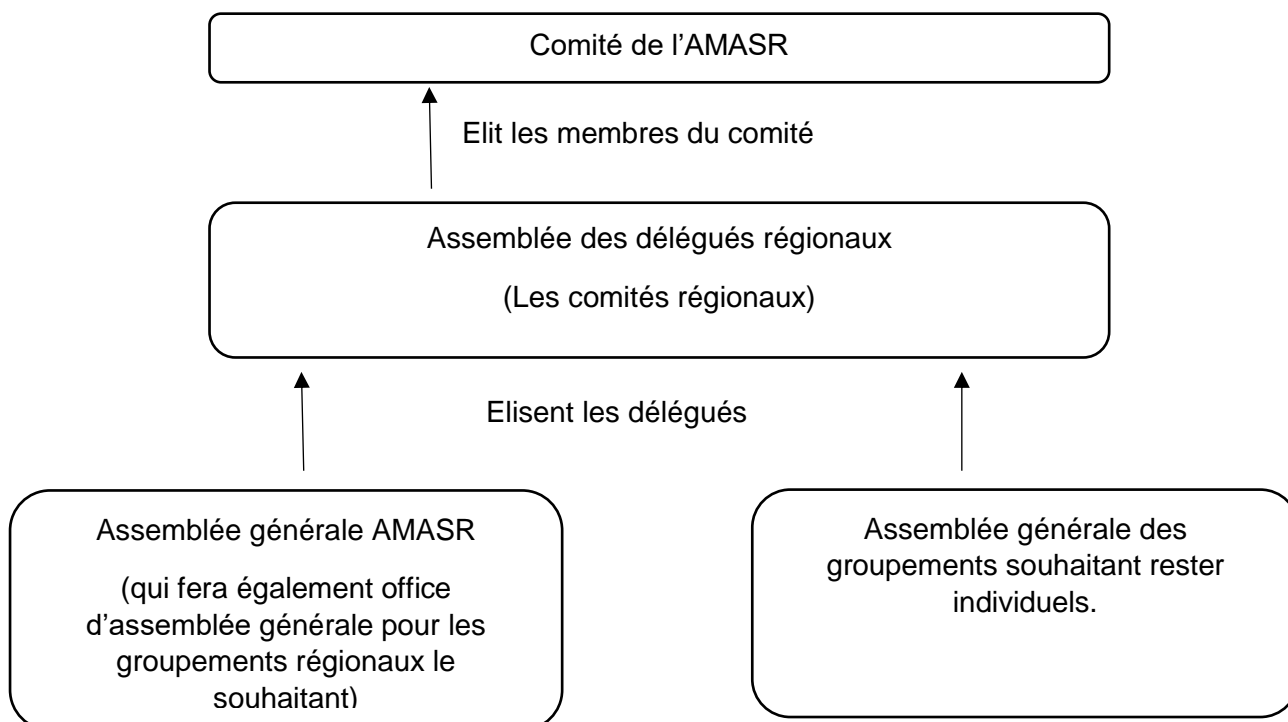 Comité de l’AMASR
Elit les membres du comité
Assemblée des délégués régionaux
(Les comités régionaux)
Elisent les délégués
Assemblée générale AMASR
(qui fera également office
d’assemblée générale pour les
groupements régionaux le
souhaitant)
Assemblée générale des
groupements souhaitant rester
individuels.